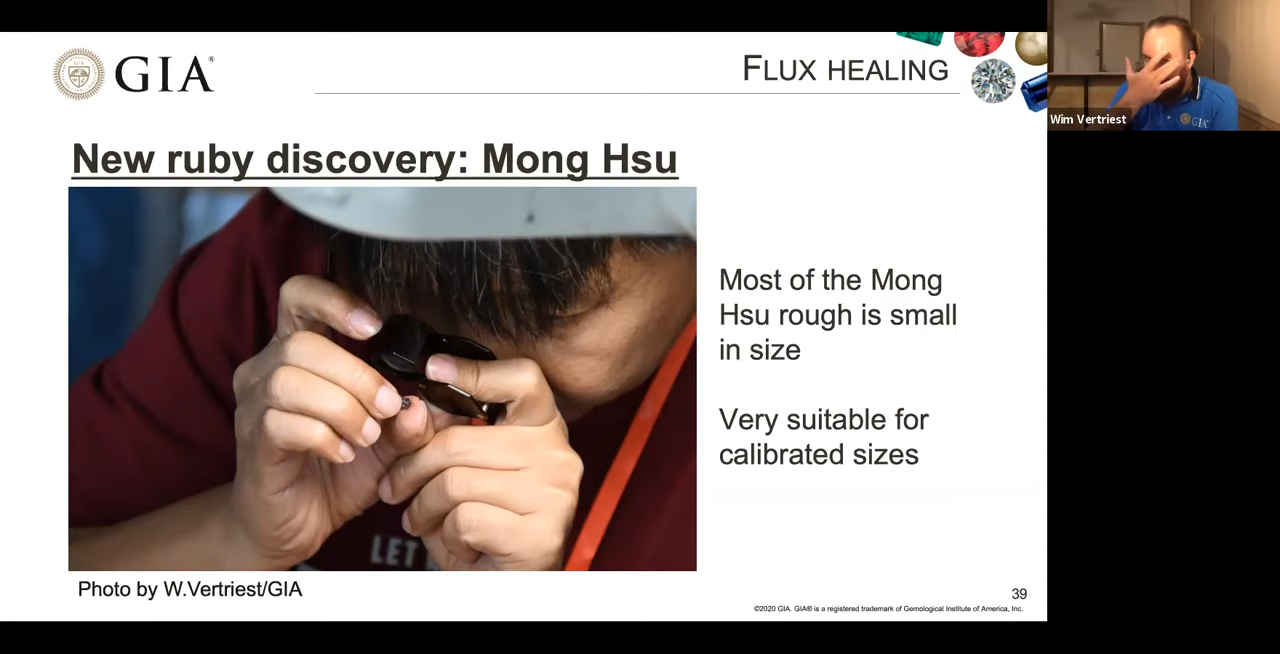 GIA®
FLUX HEALING
Wim Vertriest
GIA
New ruby discovery: Mong Hsu
Most of the Mong
Hsu rough is small
in size
Very suitable for
calibrated sizes
LET
Photo by W.Vertriest/GIA
39
©2020 GIA. GIA® is a registered trademark of Gemological Institute of America, Inc.